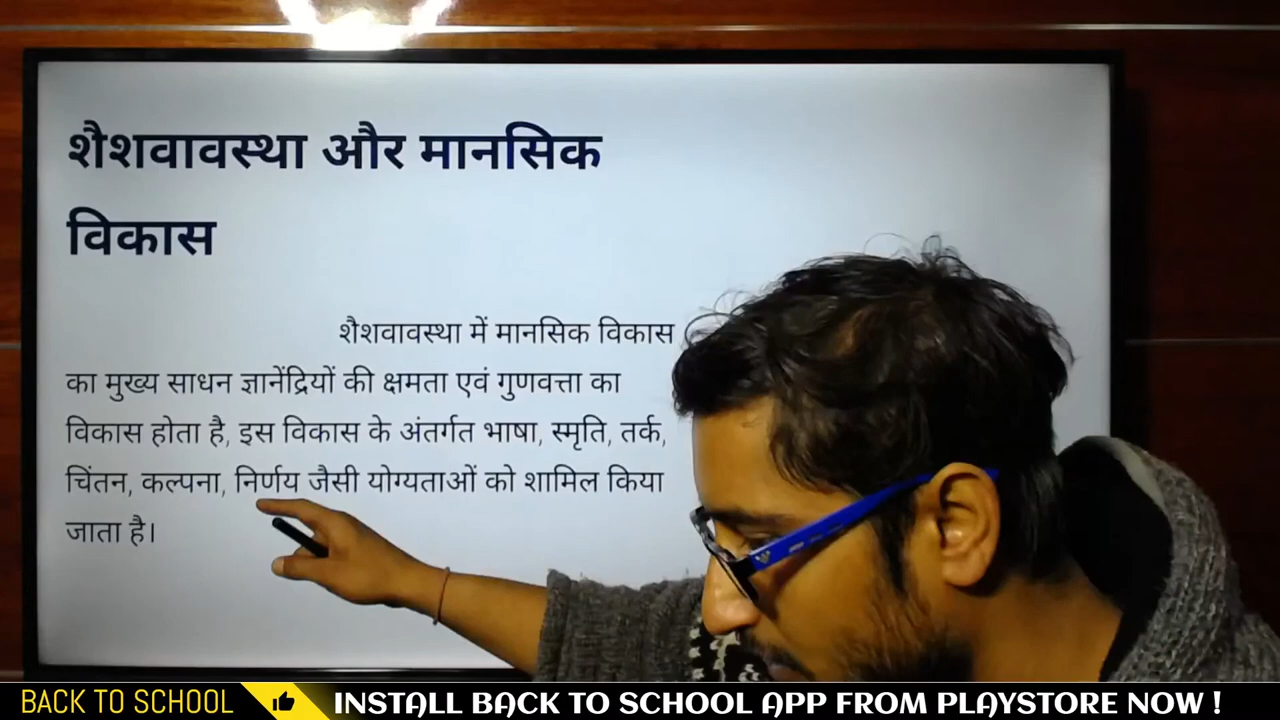 शैशवावस्था और मानसिक
विकास
शैशवावस्था में मानसिक विकास
का मुख्य साधन ज्ञानेंद्रियों की क्षमता एवं गुणवत्ता का
विकास होता है, इस विकास के अंतर्गत भाषा, स्मृति, तर्क,
चिंतन, कल्पना, निर्णय जैसी योग्यताओं को शामिल किया
जाता है।
BACK TO SCHOOL INSTALL BACK TO SCHOOL APP FROM PLAYSTORE NOW !